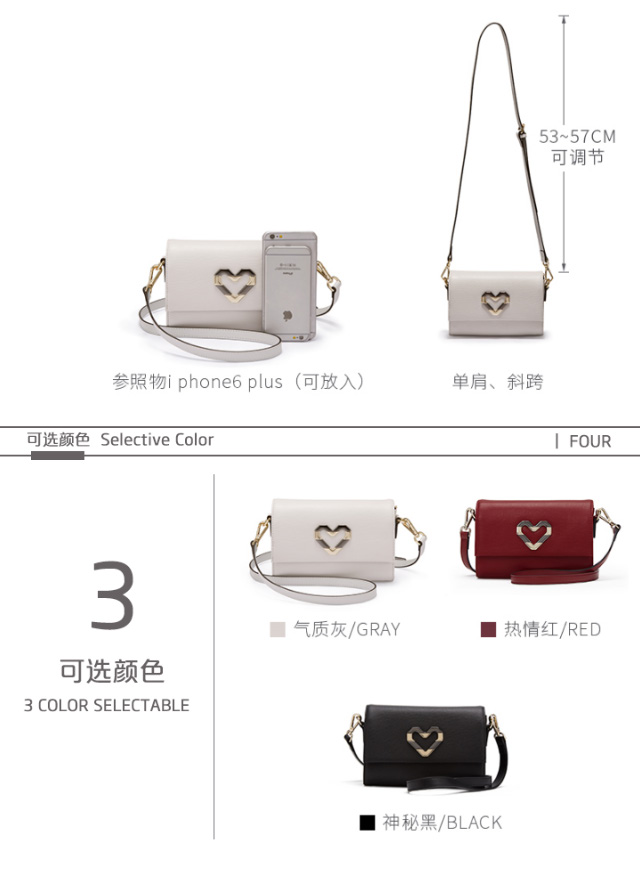 53~57CM
可调节
参照物i phone6 plus（可放入）
单肩、斜跨
可选颜色 Selective Color
| FOUR
3
可选颜色
3 COLOR SELECTABLE
气质灰/GRAY
热情红/RED
神秘黑/BLACK